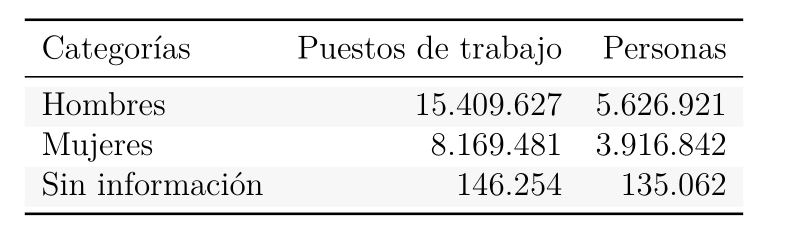 Categorías Puestos de trabajo Personas
Hombres 15.409.627 5.626.921
Mujeres 8.169.481 3.916.842
Sin información 146.254 135.062